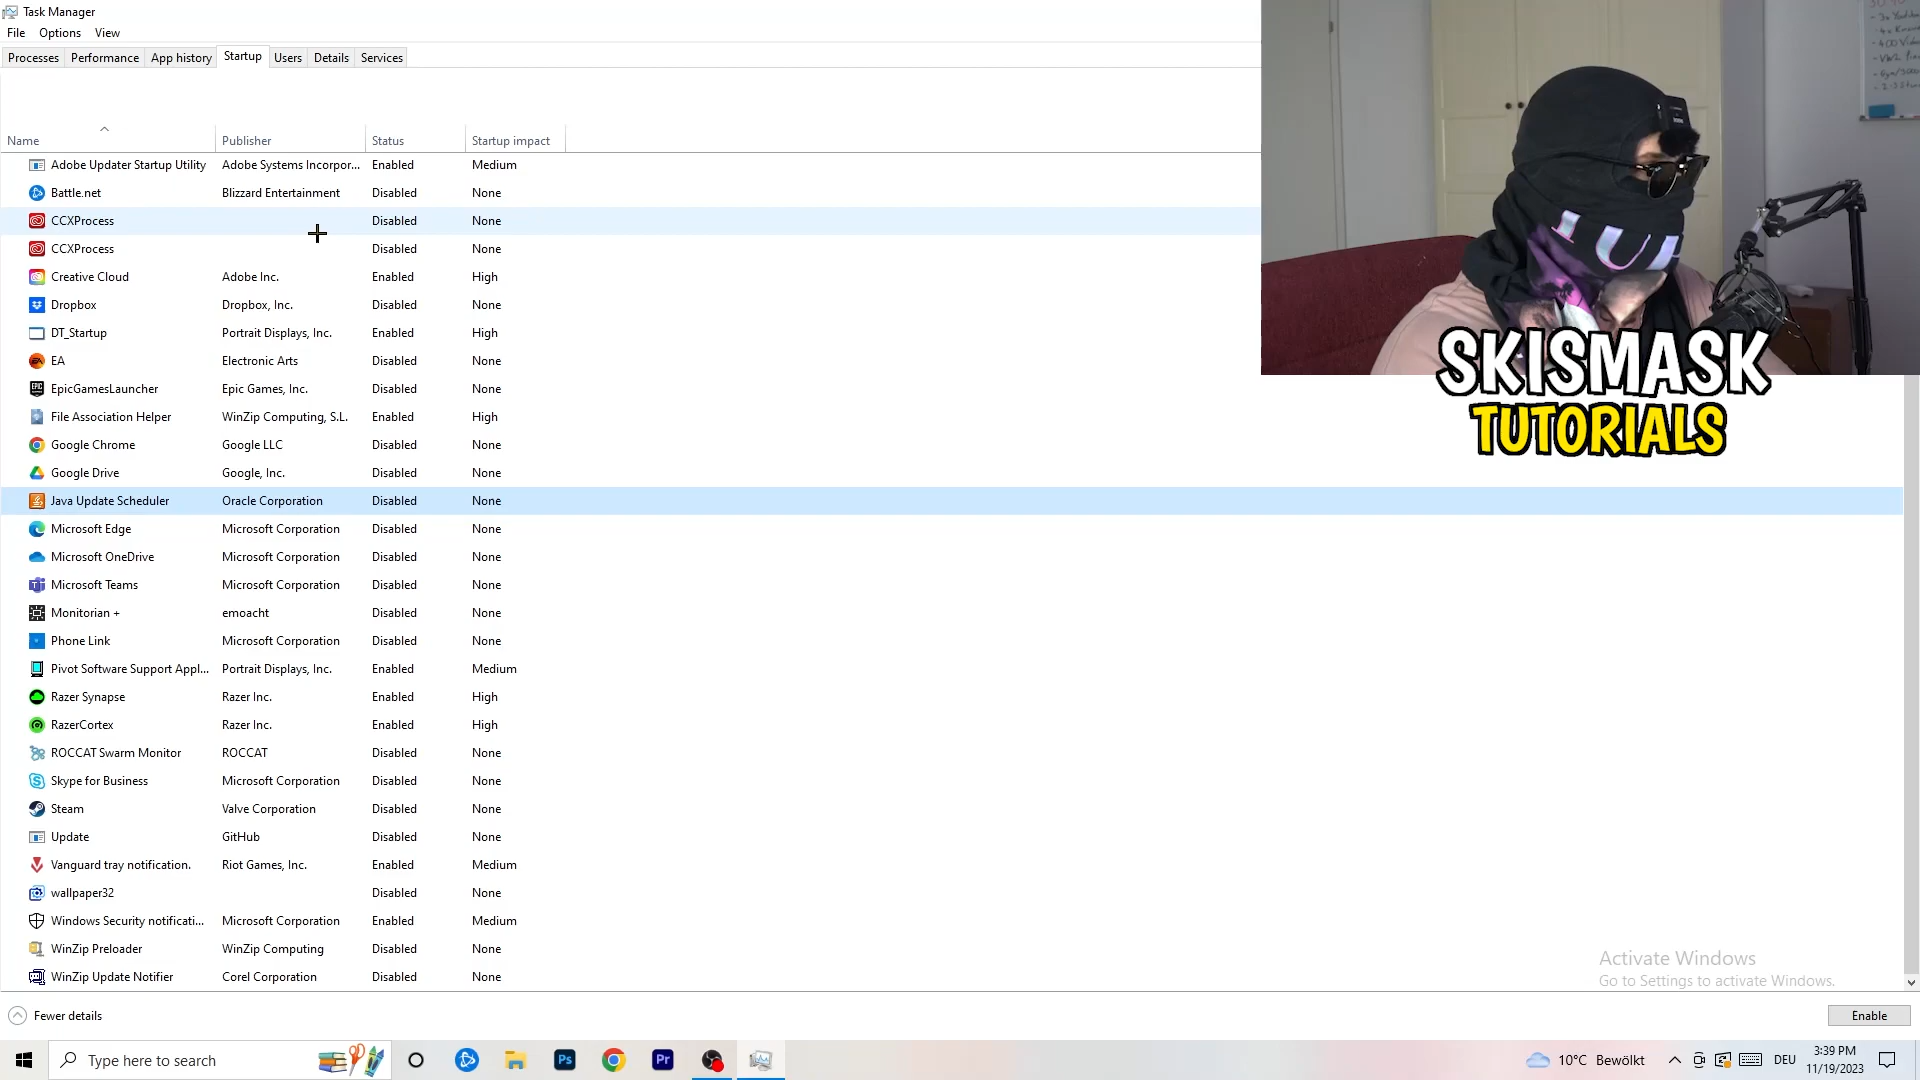 Task Manager
File Options View
Processes Performance App history Startup Users Details Services
Name Publisher Status Startup impact
Adobe Updater Startup Utility Adobe Systems Incorpor... Enabled Medium
Battle.net Blizzard Entertainment Disabled None
CCXProcess Disabled None
CCXProcess Disabled None
Creative Cloud Adobe Inc. Enabled High
Dropbox Dropbox, Inc. Disabled None
DT_Startup Portrait Displays, Inc. Enabled High
EA Electronic Arts Disabled None
EpicGamesLauncher Epic Games, Inc. Disabled None
File Association Helper WinZip Computing, S.L. Enabled High
Google Chrome Google LLC Disabled None
Google Drive Google, Inc. Disabled None
Java Update Scheduler Oracle Corporation Disabled None
Microsoft Edge Microsoft Corporation Disabled None
Microsoft OneDrive Microsoft Corporation Disabled None
Microsoft Teams Microsoft Corporation Disabled None
Monitorian + emoacht Disabled None
Phone Link Microsoft Corporation Disabled None
Pivot Software Support Appl... Portrait Displays, Inc. Enabled Medium
Razer Synapse Razer Inc. Enabled High
RazerCortex Razer Inc. Enabled High
ROCCAT Swarm Monitor ROCCAT Disabled None
Skype for Business Microsoft Corporation Disabled None
Steam Valve Corporation Disabled None
Update GitHub Disabled None
Vanguard tray notification. Riot Games, Inc. Enabled Medium
wallpaper32 Disabled None
Windows Security notificati... Microsoft Corporation Enabled Medium
WinZip Preloader WinZip Computing Disabled None
WinZip Update Notifier Corel Corporation Disabled None
SKISMASK
TUTORIALS
Activate Windows
Go to Settings to activate Windows.
Fewer details
Enable
Type here to search
Ps
Pr
10°C Bewölkt
DEU
3:39 PM
11/19/2023